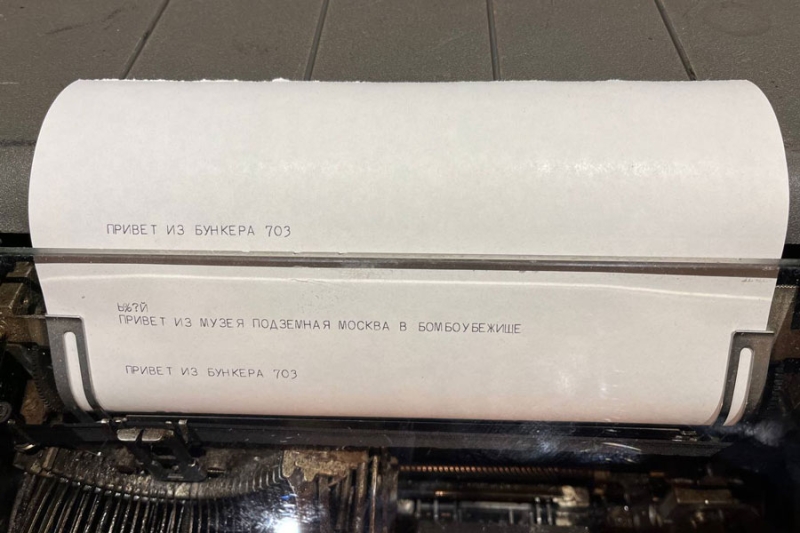 ПРИВЕТ ИЗ БУНКЕРА 703
Ь%?Й
ПРИВЕТ ИЗ МУЗЕЯ ПОДЗЕМНАЯ МОСКВА В БОМБОУБЕЖИЩЕ
ПРИВЕТ ИЗ БУНКЕРА 703